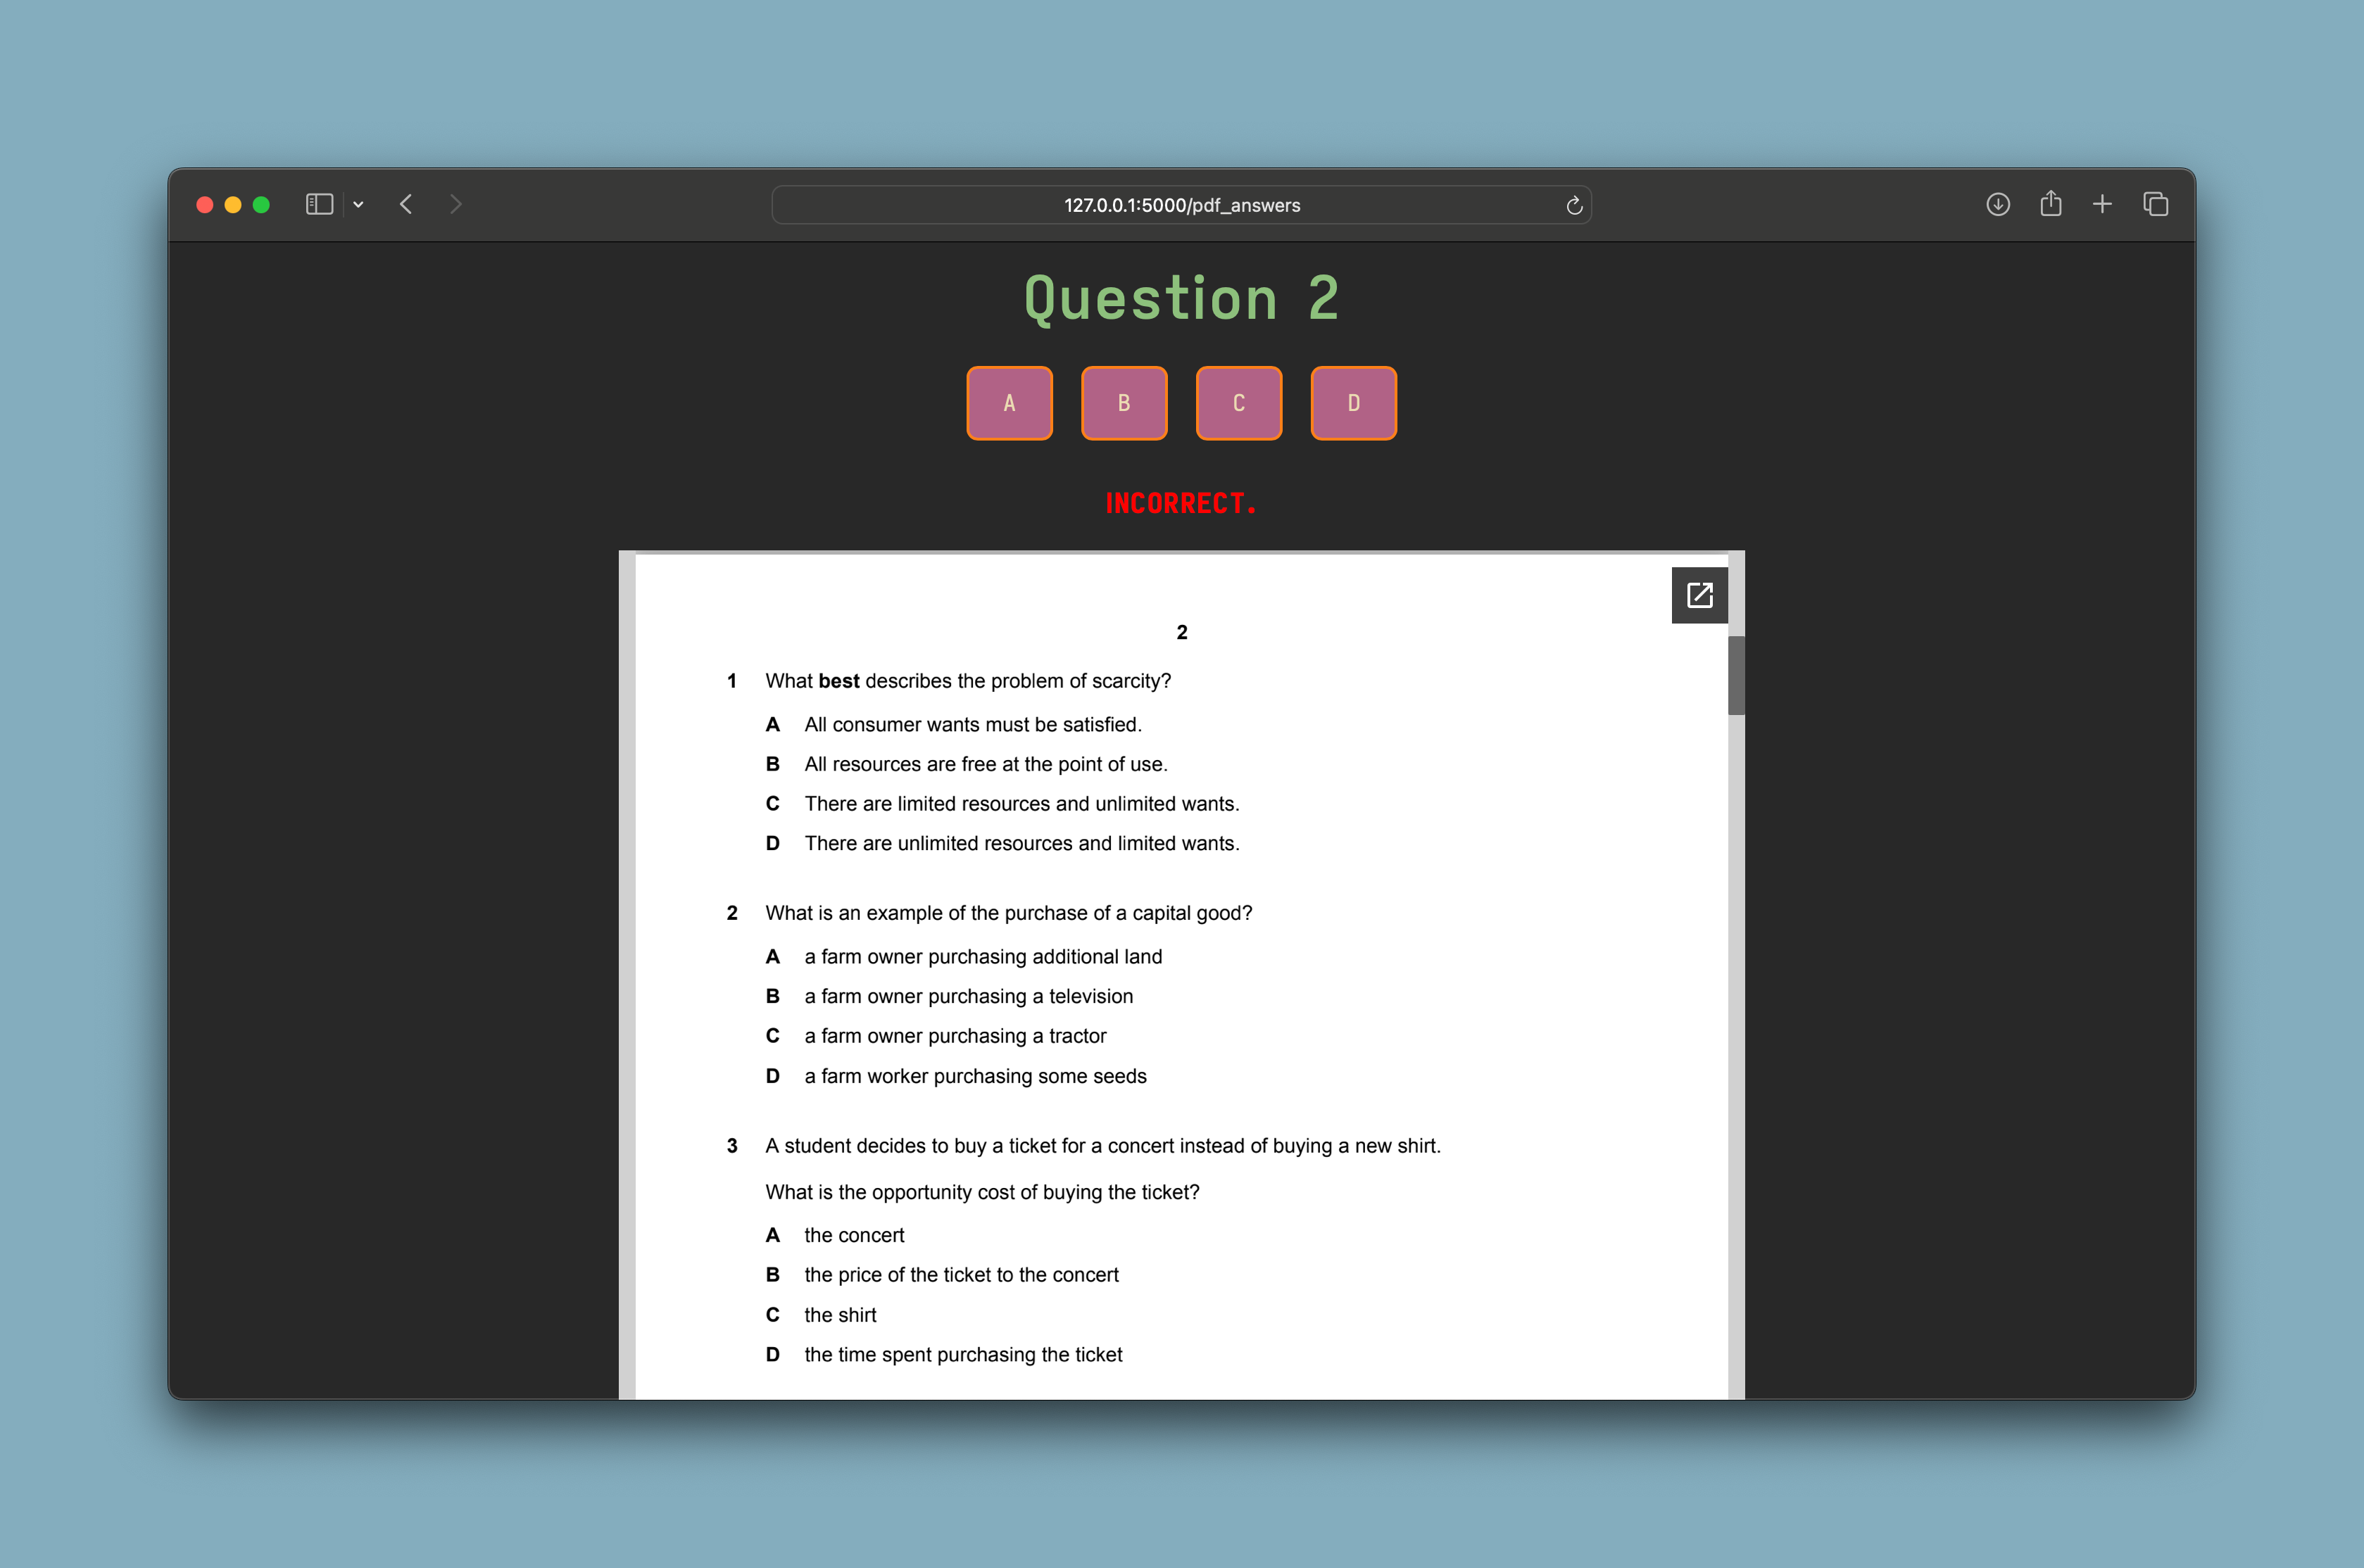 127.0.0.1:5000/pdf_answers
Question 2
A B C D
INCORRECT.
2
1 What best describes the problem of scarcity?
A All consumer wants must be satisfied.
B All resources are free at the point of use.
C There are limited resources and unlimited wants.
D There are unlimited resources and limited wants.
2 What is an example of the purchase of a capital good?
A a farm owner purchasing additional land
B a farm owner purchasing a television
C a farm owner purchasing a tractor
D a farm worker purchasing some seeds
3 A student decides to buy a ticket for a concert instead of buying a new shirt.
What is the opportunity cost of buying the ticket?
A the concert
B the price of the ticket to the concert
C the shirt
D the time spent purchasing the ticket